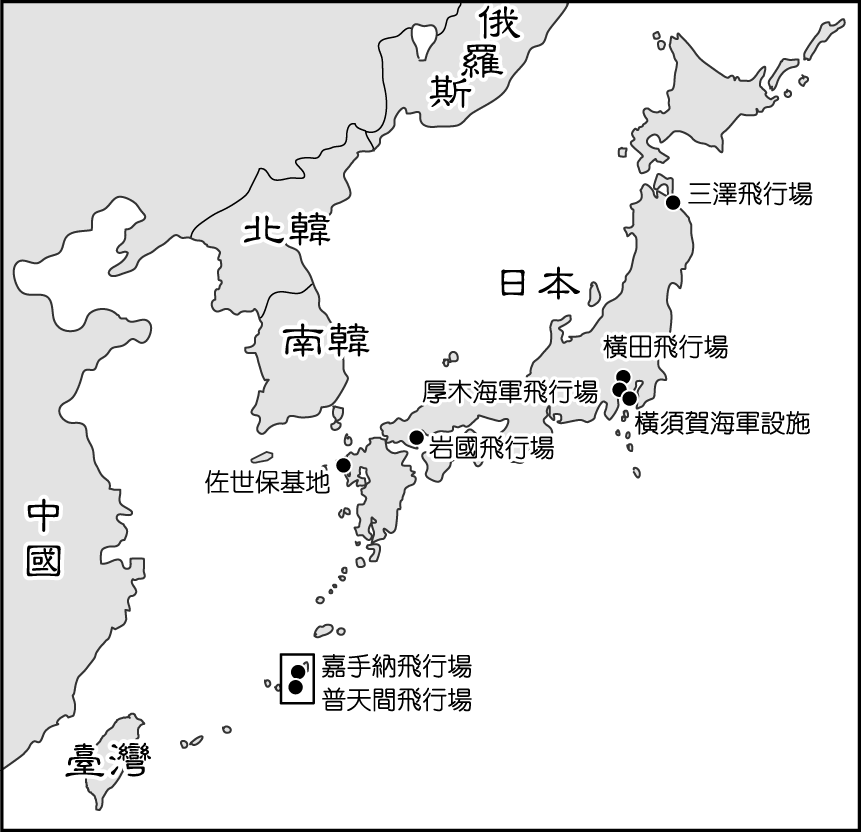 俄羅斯
三澤飛行場
北韓
日本
南韓
橫田飛行場
厚木海軍飛行場
橫須賀海軍設施
岩國飛行場
佐世保基地
中國
嘉手納飛行場
普天間飛行場
臺灣